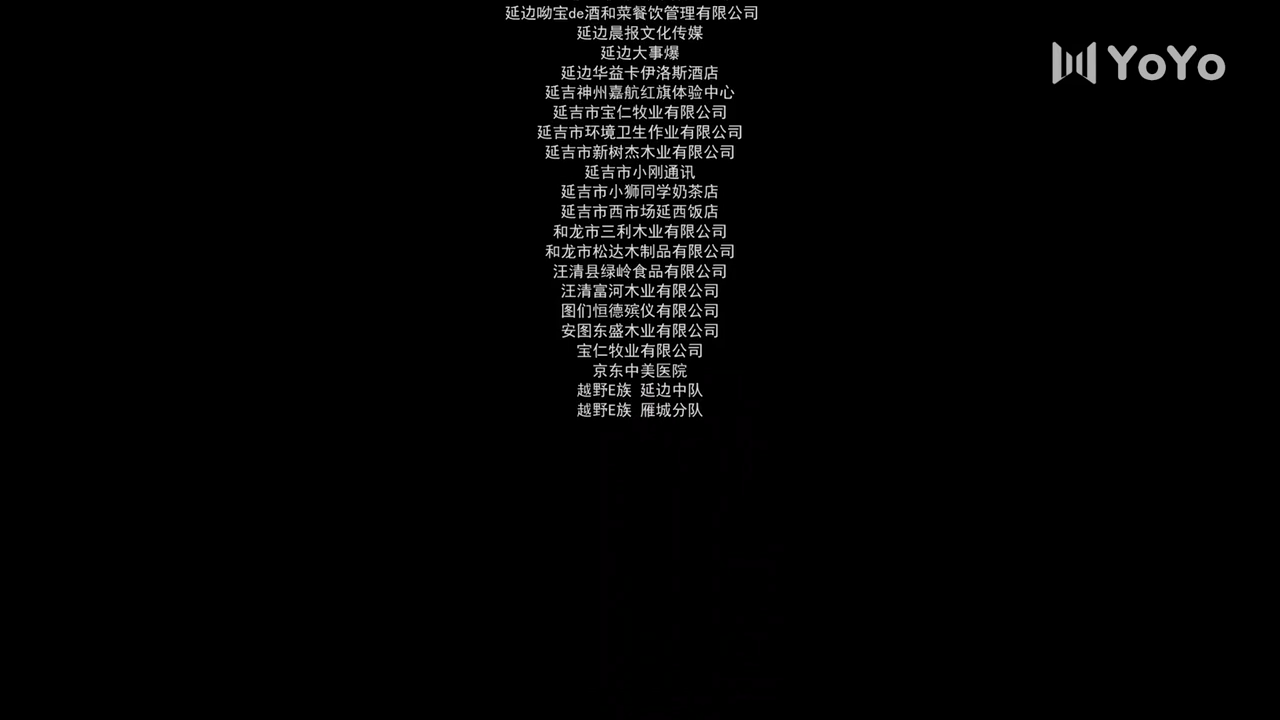 延边呦宝de酒和菜餐饮管理有限公司
延边晨报文化传媒
延边大事爆
延边华益卡伊洛斯酒店
延吉神州嘉航红旗体验中心
延吉市宝仁牧业有限公司
延吉市环境卫生作业有限公司
延吉市新树杰木业有限公司
延吉市小刚通讯
延吉市小狮同学奶茶店
延吉市西市场延西饭店
和龙市三利木业有限公司
和龙市松达木制品有限公司
汪清县绿岭食品有限公司
汪清富河木业有限公司
图们恒德殡仪有限公司
安图东盛木业有限公司
宝仁牧业有限公司
京东中美医院
越野E族 延边中队
越野E族 雁城分队
YoYo